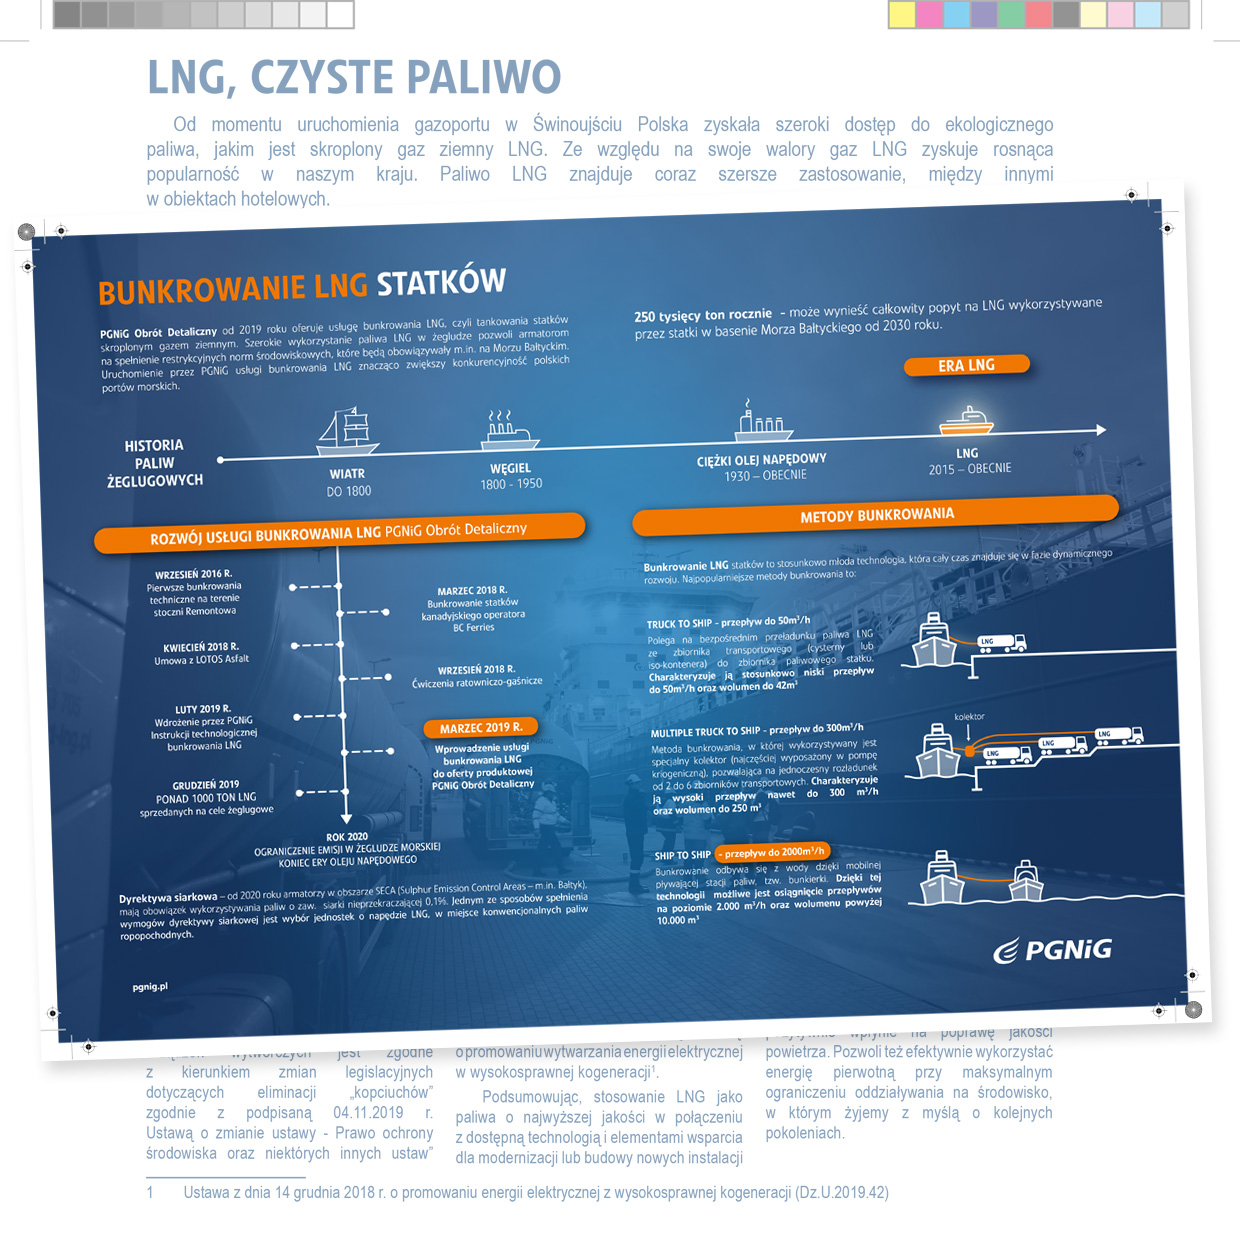 LNG, CZYSTE PALIWO
Od momentu uruchomienia gazoportu w Świnoujściu Polska zyskała szeroki dostęp do ekologicznego
paliwa, jakim jest skroplony gaz ziemny LNG. Ze względu na swoje walory gaz LNG zyskuje rosnąca
popularność w naszym kraju. Paliwo LNG znajduje coraz szersze zastosowanie, między innymi
w obiektach hotelowych.
BUNKROWANIE LNG STATKÓW
PGNiG Obrót Detaliczny od 2019 roku oferuje usługę bunkrowania LNG, czyli tankowania statków
skroplonym gazem ziemnym. Szerokie wykorzystanie paliwa LNG w żegludze pozwoli armatorom
na spełnienie restrykcyjnych norm środowiskowych, które będą obowiązywały m.in. na Morzu Bałtyckim.
Uruchomienie przez PGNiG usługi bunkrowania LNG znacząco zwiększy konkurencyjność polskich
portów morskich.
250 tysięcy ton rocznie - może wynieść całkowity popyt na LNG wykorzystywane
przez statki w basenie Morza Bałtyckiego od 2030 roku.
ERA LNG
HISTORIA
PALIW
ŻEGLUGOWYCH
WIATR
DO 1800
WĘGIEL
1800 - 1950
CIĘŻKI OLEJ NAPĘDOWY
1930 – OBECNIE
LNG
2015 – OBECNIE
ROZWÓJ USŁUGI BUNKROWANIA LNG PGNiG Obrót Detaliczny
WRZESIEŃ 2016 R.
Pierwsze bunkrowania
techniczne na terenie
stoczni Remontowa
MARZEC 2018 R.
Bunkrowanie statków
kanadyjskiego operatora
BC Ferries
KWIECIEŃ 2018 R.
Umowa z LOTOS Asfalt
WRZESIEŃ 2018 R.
Ćwiczenia ratowniczo-gaśnicze
LUTY 2019 R.
Wdrożenie przez PGNiG
Instrukcji technologicznej
bunkrowania LNG
MARZEC 2019 R.
Wprowadzenie usługi
bunkrowania LNG
do oferty produktowej
PGNiG Obrót Detaliczny
GRUDZIEŃ 2019
PONAD 1000 TON LNG
sprzedanych na cele żeglugowe
ROK 2020
OGRANICZENIE EMISJI W ŻEGLUDZE MORSKIEJ
KONIEC ERY OLEJU NAPĘDOWEGO
Dyrektywa siarkowa – od 2020 roku armatorzy w obszarze SECA (Sulphur Emission Control Areas – m.in. Bałtyk),
mają obowiązek wykorzystywania paliw o zaw. siarki nieprzekraczającej 0,1%. Jednym ze sposobów spełnienia
wymogów dyrektywy siarkowej jest wybór jednostek o napędzie LNG, w miejsce konwencjonalnych paliw
ropopochodnych.
pgnig.pl
METODY BUNKROWANIA
Bunkrowanie LNG statków to stosunkowo młoda technologia, która cały czas znajduje się w fazie dynamicznego
rozwoju. Najpopularniejsze metody bunkrowania to:
TRUCK TO SHIP - przepływ do 50m³/h
Polega na bezpośrednim przeładunku paliwa LNG
ze zbiornika transportowego (cysterny lub
iso-kontenera) do zbiornika paliwowego statku.
Charakteryzuje ją stosunkowo niski przepływ
do 50m³/h oraz wolumen do 42m³
LNG
MULTIPLE TRUCK TO SHIP - przepływ do 300m³/h
Metoda bunkrowania, w której wykorzystywany jest
specjalny kolektor (najczęściej wyposażony w pompę
kriogeniczną), pozwalająca na jednoczesny rozładunek
od 2 do 6 zbiorników transportowych. Charakteryzuje
ją wysoki przepływ nawet do 300 m³/h
oraz wolumen do 250 m³
kolektor
LNG
LNG
LNG
SHIP TO SHIP - przepływ do 2000m³/h
Bunkrowanie odbywa się z wody dzięki mobilnej
pływającej stacji paliw, tzw. bunkierki. Dzięki tej
technologii możliwe jest osiągnięcie przepływów
na poziomie 2.000 m³/h oraz wolumenu powyżej
10.000 m³
PGNiG
wytwórczych jest zgodne
z kierunkiem zmian legislacyjnych
dotyczących eliminacji „kopciuchów”
zgodnie z podpisaną 04.11.2019 r.
Ustawą o zmianie ustawy - Prawo ochrony
środowiska oraz niektórych innych ustaw”
o promowaniu wytwarzania energii elektrycznej
w wysokosprawnej kogeneracji¹.
Podsumowując, stosowanie LNG jako
paliwa o najwyższej jakości w połączeniu
z dostępną technologią i elementami wsparcia
dla modernizacji lub budowy nowych instalacji
wpłynie na poprawę jakości
powietrza. Pozwoli też efektywnie wykorzystać
energię pierwotną przy maksymalnym
ograniczeniu oddziaływania na środowisko,
w którym żyjemy z myślą o kolejnych
pokoleniach.
1 Ustawa z dnia 14 grudnia 2018 r. o promowaniu energii elektrycznej z wysokosprawnej kogeneracji (Dz.U.2019.42)